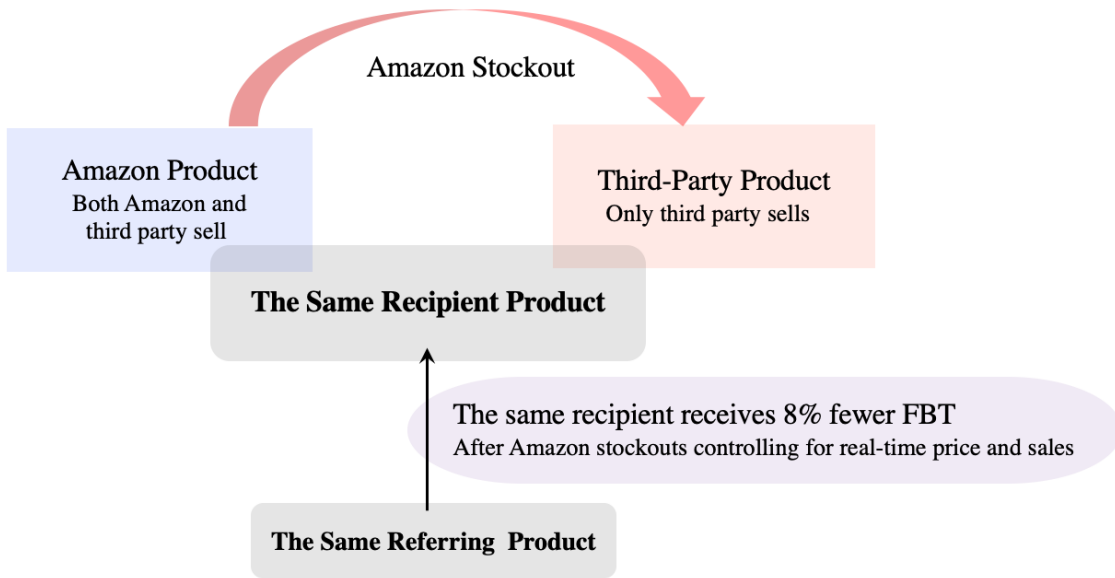 Amazon Stockout
Amazon Product
Both Amazon and
third party sell
Third-Party Product
Only third party sells
The Same Recipient Product
The same recipient receives 8% fewer FBT
After Amazon stockouts controlling for real-time price and sales
The Same Referring Product